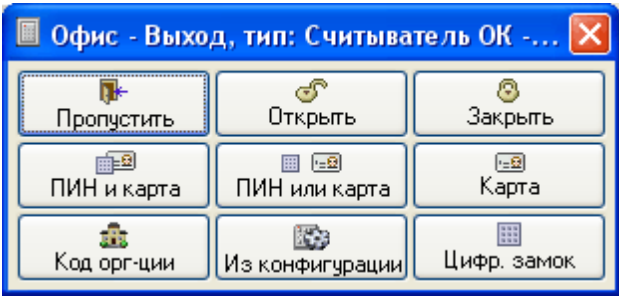 Офис - Выход, тип: Считыватель ОК -...
Пропустить Открыть Закрыть
ПИН и карта ПИН или карта Карта
Код орг-ции Из конфигурации Цифр. замок